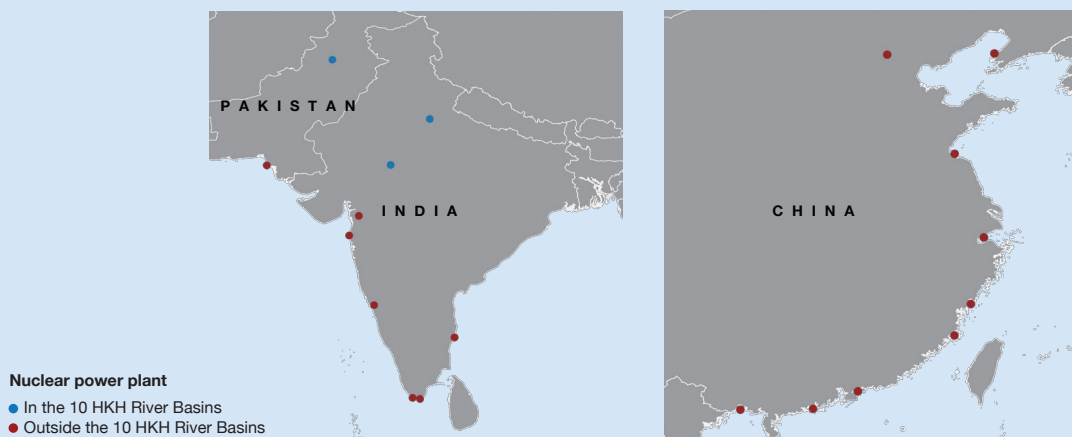 PAKISTAN
INDIA
CHINA
Nuclear power plant
In the 10 HKH River Basins
Outside the 10 HKH River Basins